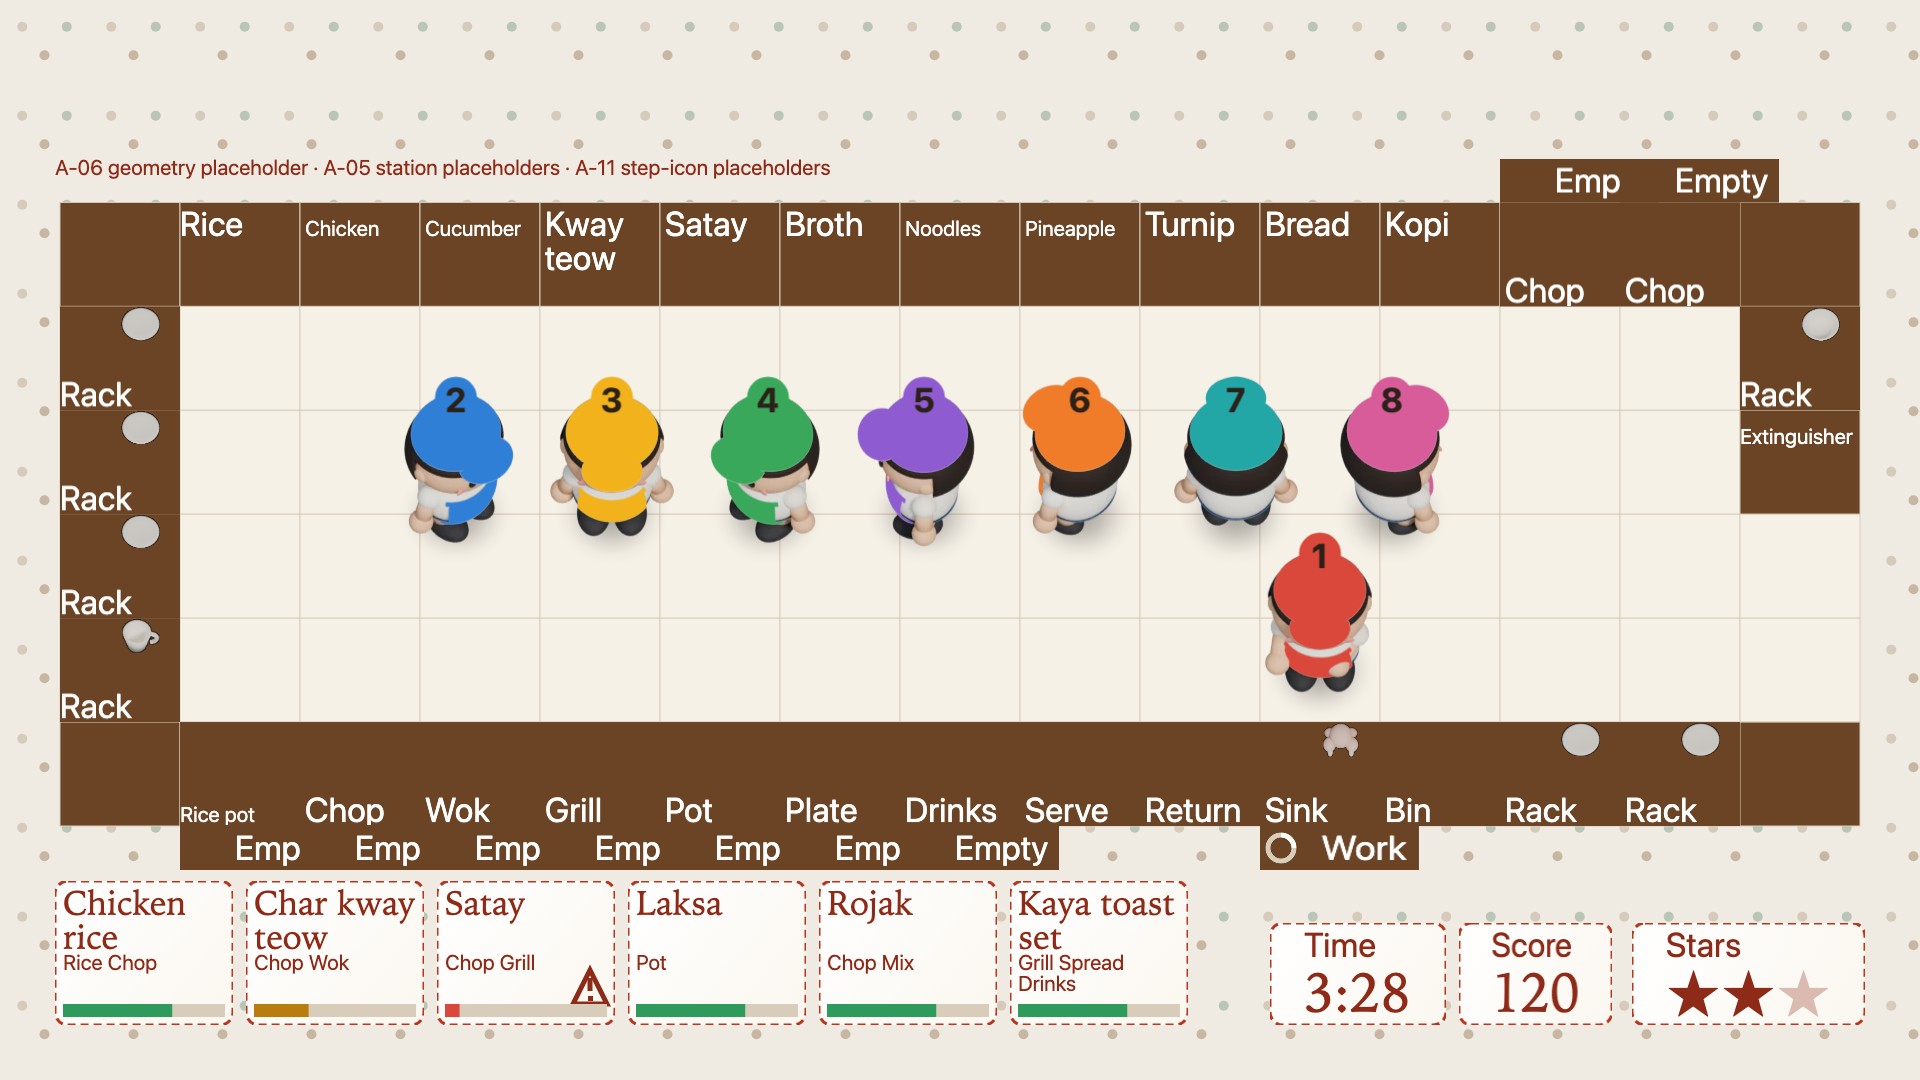 A-06 geometry placeholder · A-05 station placeholders · A-11 step-icon placeholders
Emp Empty
Rice Chicken Cucumber Kway teow Satay Broth Noodles Pineapple Turnip Bread Kopi
Chop Chop
Rack Rack
Extinguisher
2 3 4 5 6 7 8
Rack
1
Rack
Rack
Rice pot Chop Wok Grill Pot Plate Drinks Serve Return Sink Bin Rack Rack
Emp Emp Emp Emp Emp Emp Empty Work
Chicken rice
Rice Chop
Char kway teow
Chop Wok
Satay
Chop Grill
Laksa
Pot
Rojak
Chop Mix
Kaya toast set
Grill Spread
Drinks
Time
3:28
Score
120
Stars